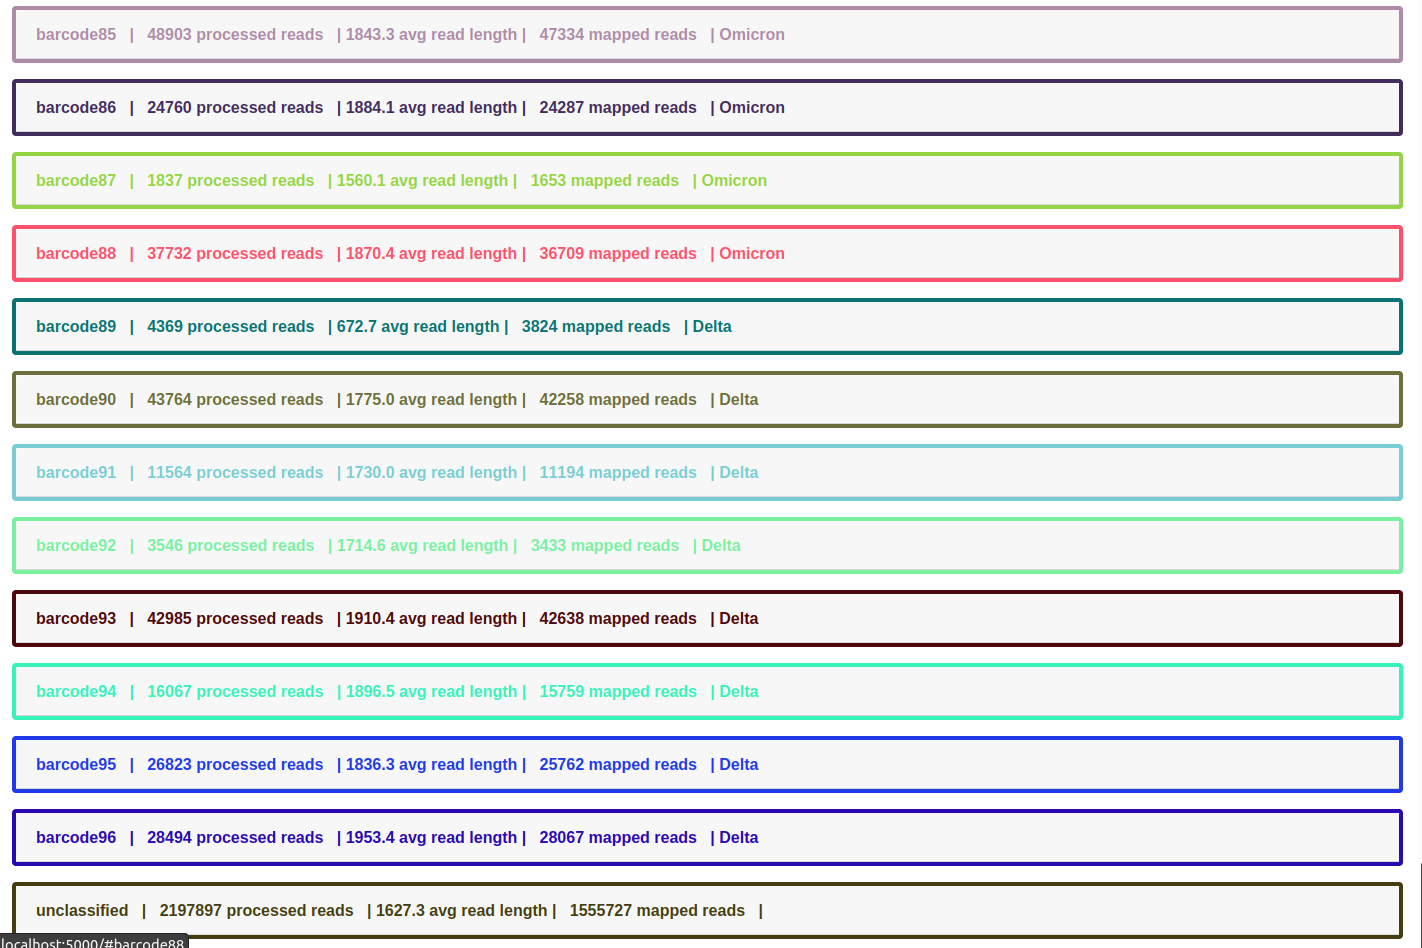 barcode85 | 48903 processed reads | 1843.3 avg read length | 47334 mapped reads | Omicron
barcode86 | 24760 processed reads | 1884.1 avg read length | 24287 mapped reads | Omicron
barcode87 | 1837 processed reads | 1560.1 avg read length | 1653 mapped reads | Omicron
barcode88 | 37732 processed reads | 1870.4 avg read length | 36709 mapped reads | Omicron
barcode89 | 4369 processed reads | 672.7 avg read length | 3824 mapped reads | Delta
barcode90 | 43764 processed reads | 1775.0 avg read length | 42258 mapped reads | Delta
barcode91 | 11564 processed reads | 1730.0 avg read length | 11194 mapped reads | Delta
barcode92 | 3546 processed reads | 1714.6 avg read length | 3433 mapped reads | Delta
barcode93 | 42985 processed reads | 1910.4 avg read length | 42638 mapped reads | Delta
barcode94 | 16067 processed reads | 1896.5 avg read length | 15759 mapped reads | Delta
barcode95 | 26823 processed reads | 1836.3 avg read length | 25762 mapped reads | Delta
barcode96 | 28494 processed reads | 1953.4 avg read length | 28067 mapped reads | Delta
unclassified | 2197897 processed reads | 1627.3 avg read length | 1555727 mapped reads |
localhost:5000/#barcode88